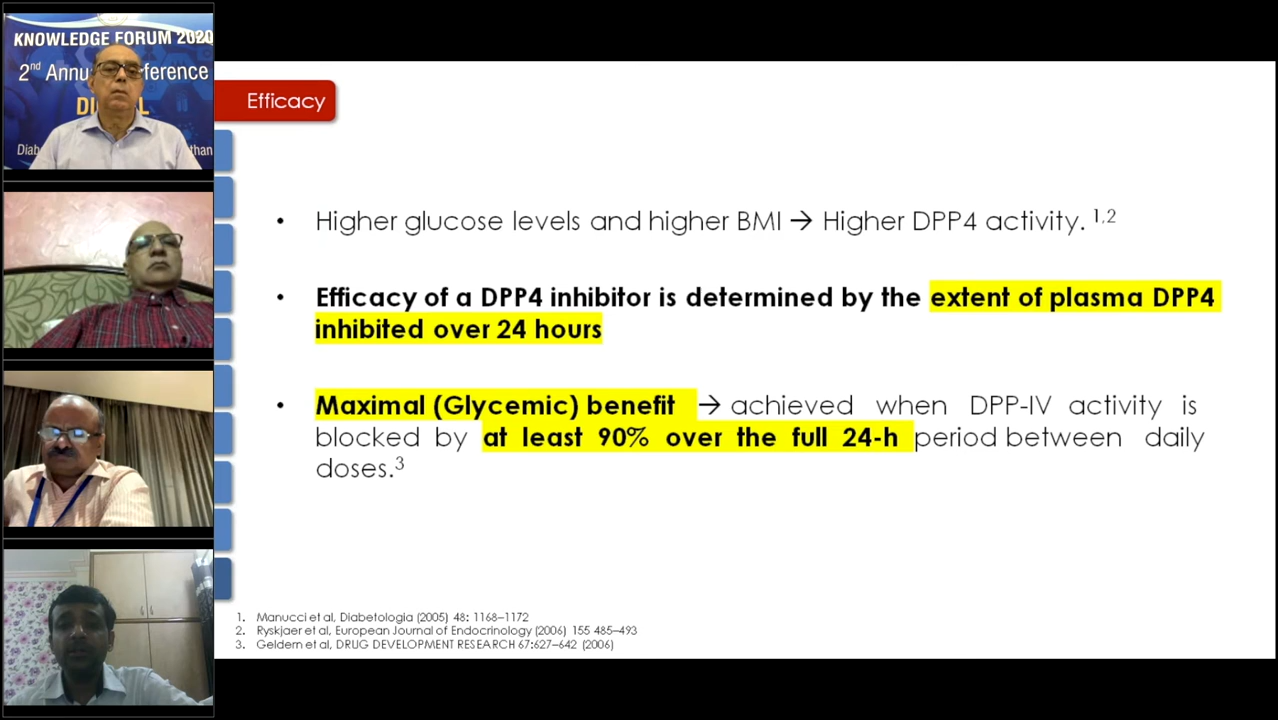 KNOWLEDGE FORUM 2020
2nd Annu ference
DI L
Diab than
Efficacy
• Higher glucose levels and higher BMI → Higher DPP4 activity. 1,2
• Efficacy of a DPP4 inhibitor is determined by the extent of plasma DPP4
inhibited over 24 hours
• Maximal (Glycemic) benefit → achieved when DPP-IV activity is
blocked by at least 90% over the full 24-h period between daily
doses.3
1. Manucci et al, Diabetologia (2005) 48: 1168–1172
2. Ryskjaer et al, European Journal of Endocrinology (2006) 155 485–493
3. Geldern et al, DRUG DEVELOPMENT RESEARCH 67:627–642 (2006)